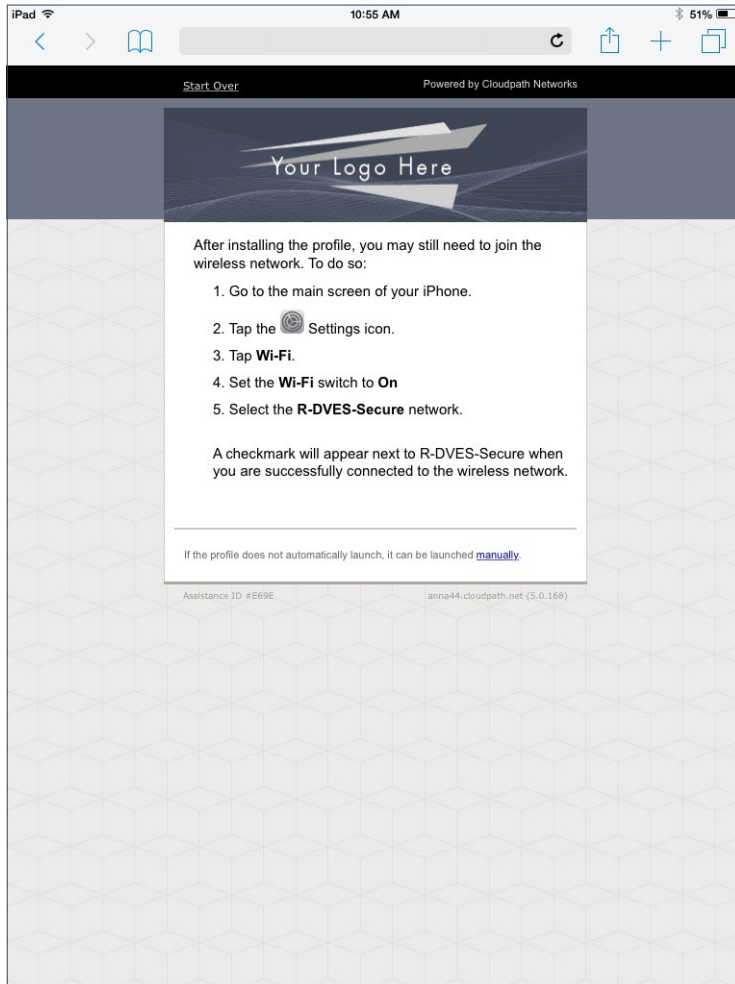 iPad 10:55 AM 51%
Start Over Powered by Cloudpath Networks
Your Logo Here
After installing the profile, you may still need to join the
wireless network. To do so:
1. Go to the main screen of your iPhone.
2. Tap the Settings icon.
3. Tap Wi-Fi.
4. Set the Wi-Fi switch to On
5. Select the R-DVES-Secure network.
A checkmark will appear next to R-DVES-Secure when
you are successfully connected to the wireless network.
If the profile does not automatically launch, it can be launched manually.
Assistance ID #E69E anna44.cloudpath.net (5.0.168)